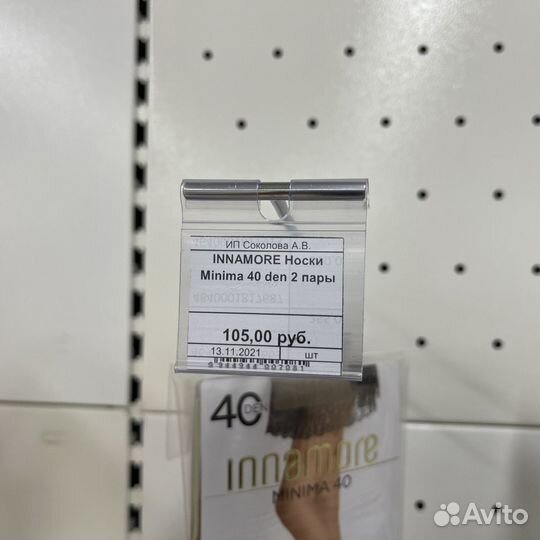 ИП Соколова А.В.
INNAMORE Носки
Minima 40 den 2 пары
4640001817687
105,00 руб.
13.11.2021 шт
40 DEN
innamore
MINIMA 40
Avito